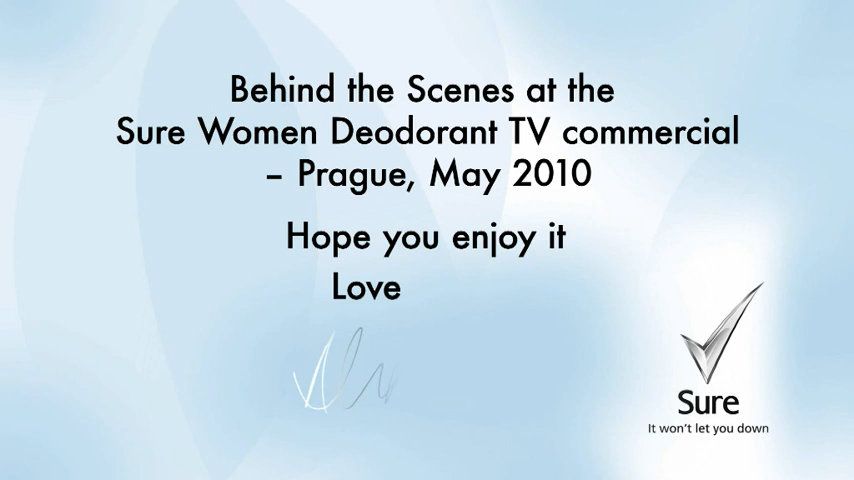 Behind the Scenes at the
Sure Women Deodorant TV commercial
– Prague, May 2010
Hope you enjoy it
Love
Sure
It won't let you down